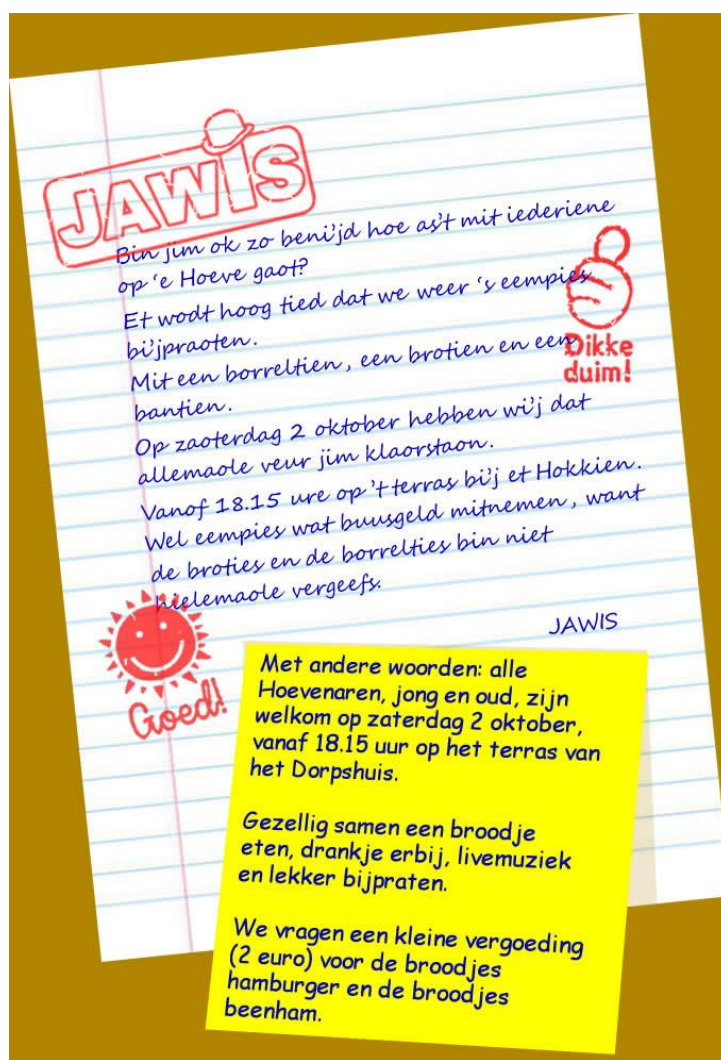 JAWIS
Bin jim ok zo beni'jd hoe as't mit iederiene
op 'e Hoeve gaot?
Et wodt hoog tied dat we weer 's eempies
bi'jpraoten.
Mit een borreltien, een brotien en een
bantien.
Dikke
duim!
Op zaoterdag 2 oktober hebben wi'j dat
allemaole veur jim klaorstaon.
Vanof 18.15 ure op 't terras bi'j et Hokkien.
Wel eempies wat buusgeld mitnemen, want
de broties en de borrelties bin niet
hielemaole vergeefs.
JAWIS
Goed!
Met andere woorden: alle
Hoevenaren, jong en oud, zijn
welkom op zaterdag 2 oktober,
vanaf 18.15 uur op het terras van
het Dorpshuis.
Gezellig samen een broodje
eten, drankje erbij, livemuziek
en lekker bijpraten.
We vragen een kleine vergoeding
(2 euro) voor de broodjes
hamburger en de broodjes
beenham.